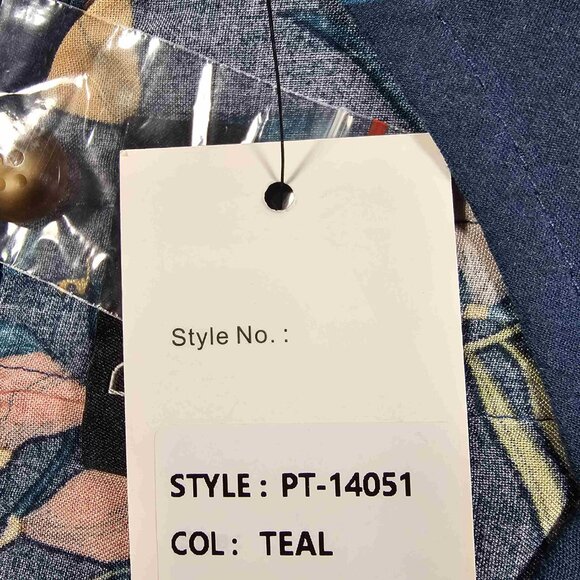 Style No. :
STYLE : PT-14051
COL : TEAL